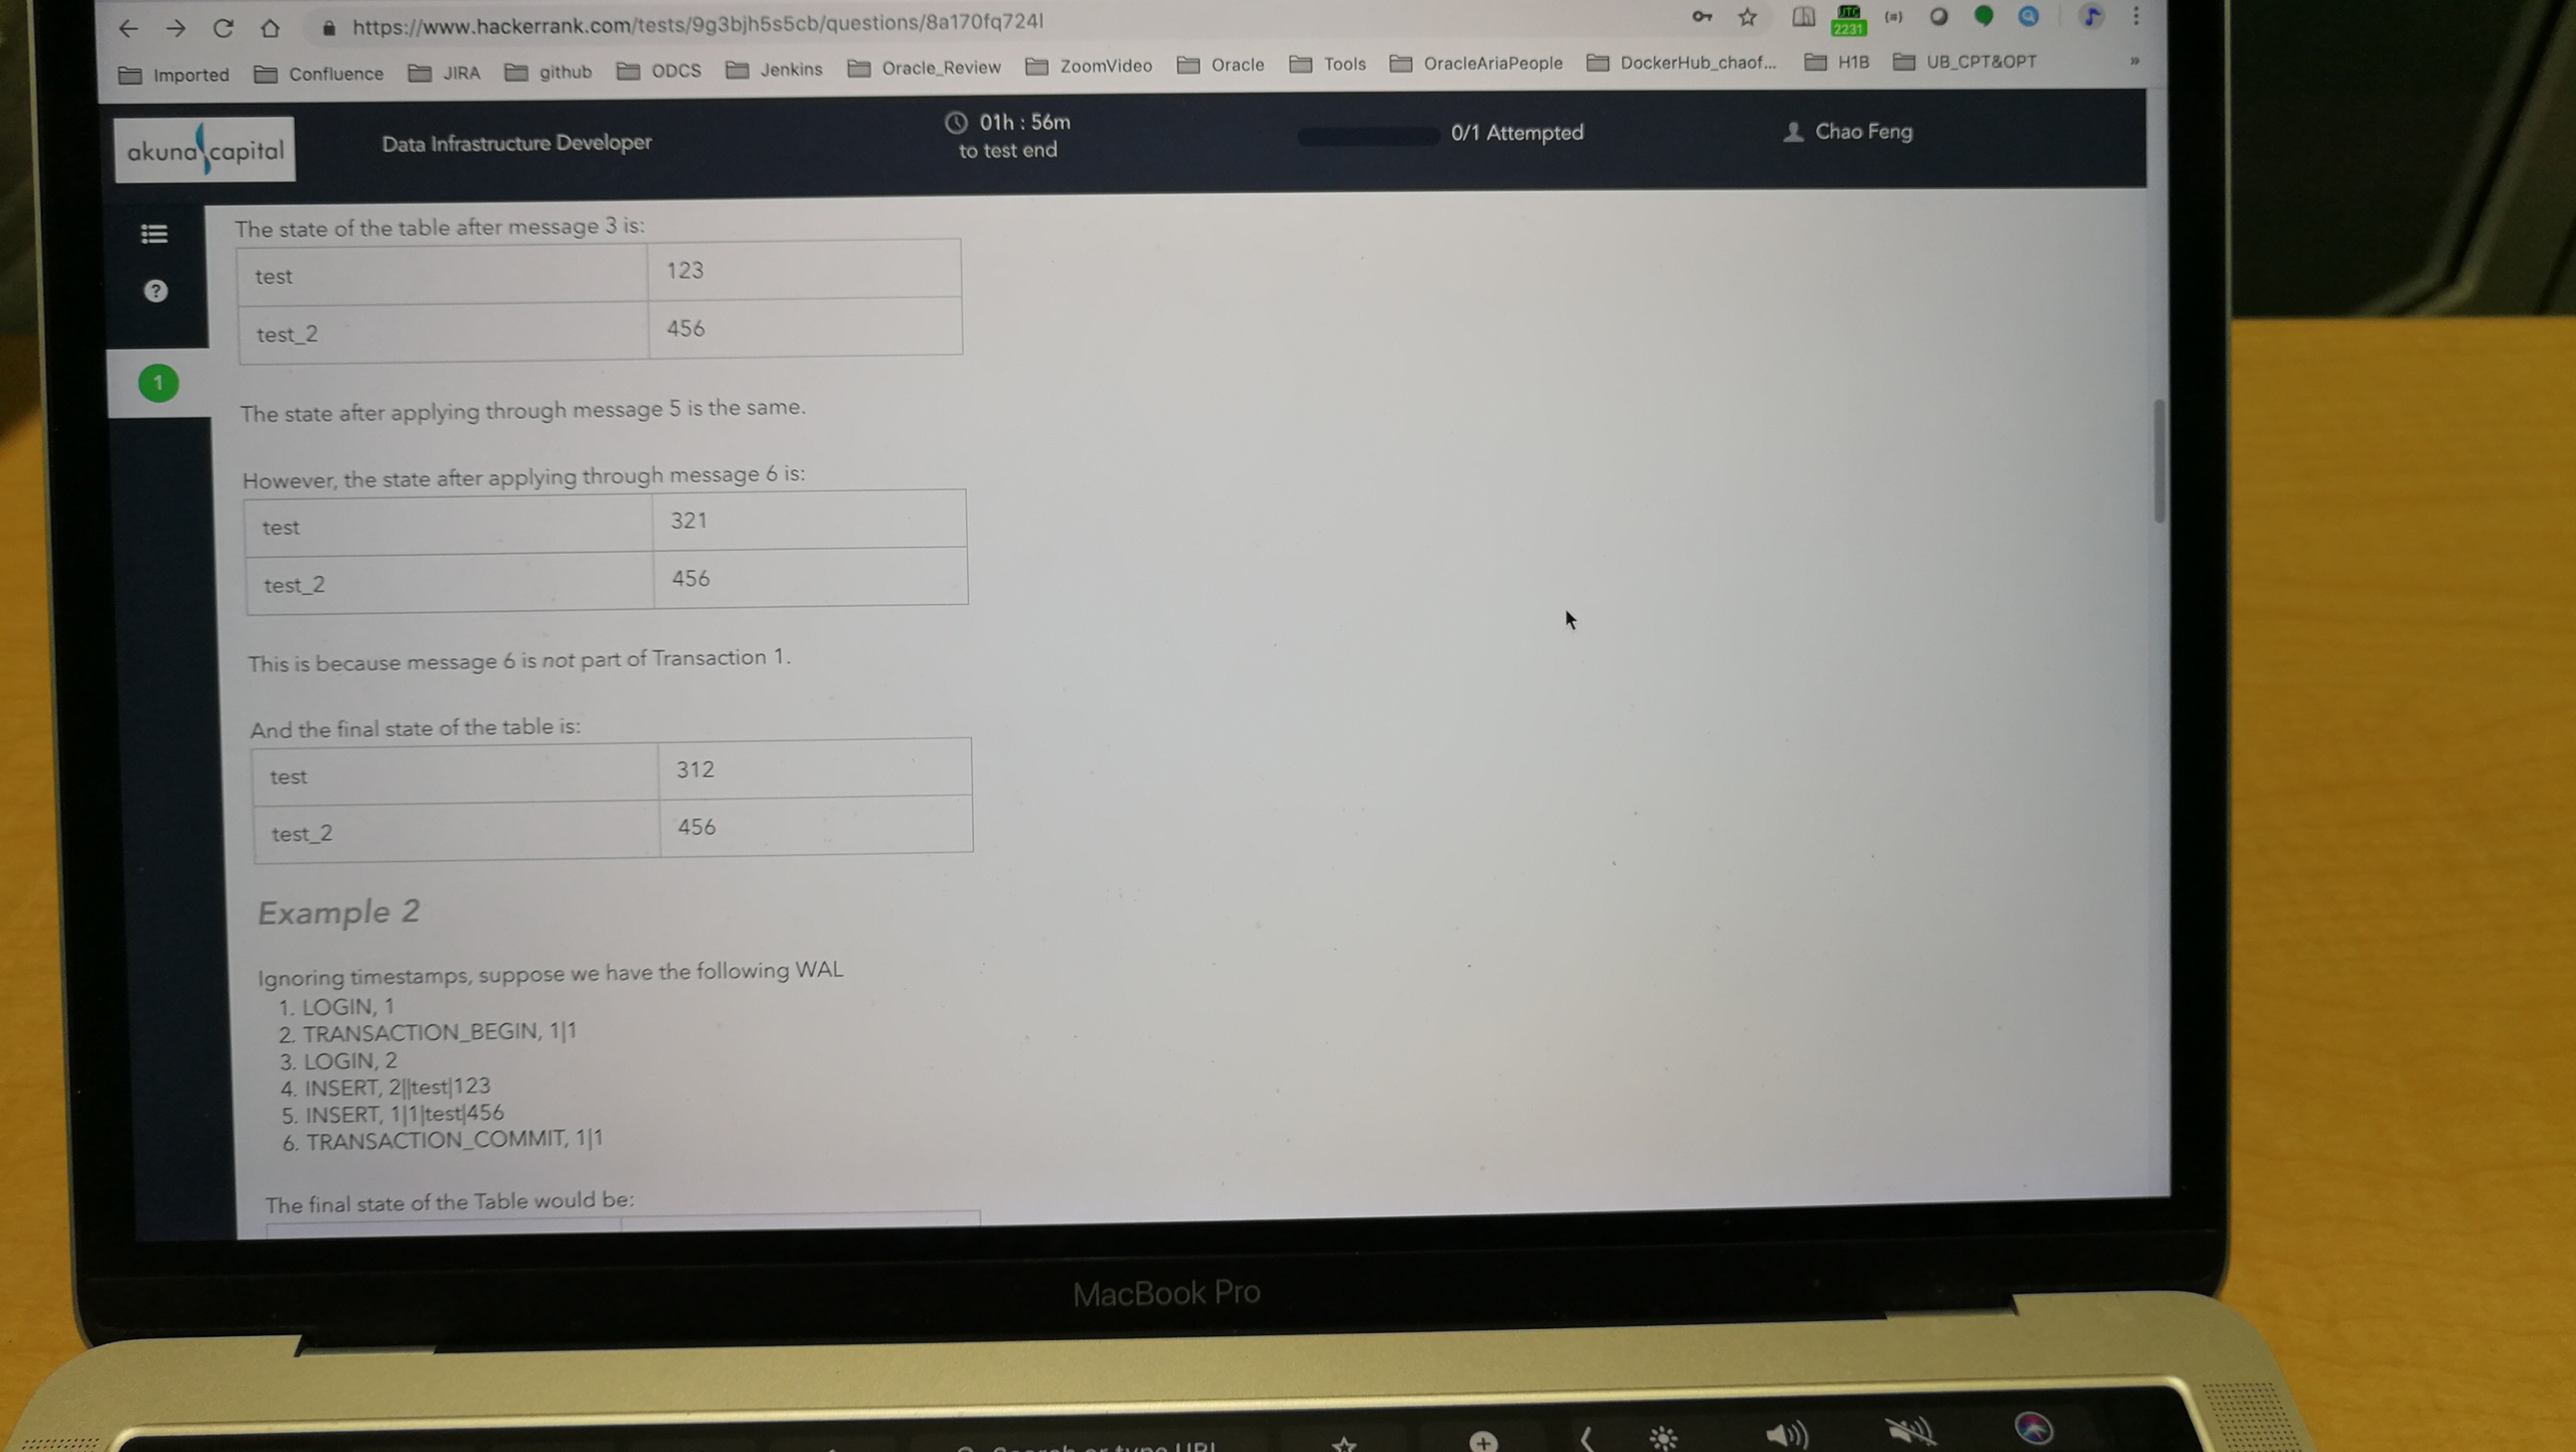 https://www.hackerrank.com/tests/9g3bjh5s5cb/questions/8a170fq724l
UTC
2231
Imported Confluence JIRA github ODCS Jenkins Oracle_Review ZoomVideo Oracle Tools OracleAriaPeople DockerHub_chaof... H1B UB_CPT&OPT »
akuna capital
Data Infrastructure Developer
01h : 56m
to test end
0/1 Attempted
Chao Feng
1
The state of the table after message 3 is:
test 123
test_2 456
The state after applying through message 5 is the same.
However, the state after applying through message 6 is:
test 321
test_2 456
This is because message 6 is not part of Transaction 1.
And the final state of the table is:
test 312
test_2 456
Example 2
Ignoring timestamps, suppose we have the following WAL
1. LOGIN, 1
2. TRANSACTION_BEGIN, 1|1
3. LOGIN, 2
4. INSERT, 2||test|123
5. INSERT, 1|1|test|456
6. TRANSACTION_COMMIT, 1|1
The final state of the Table would be:
MacBook Pro
Search or type URL